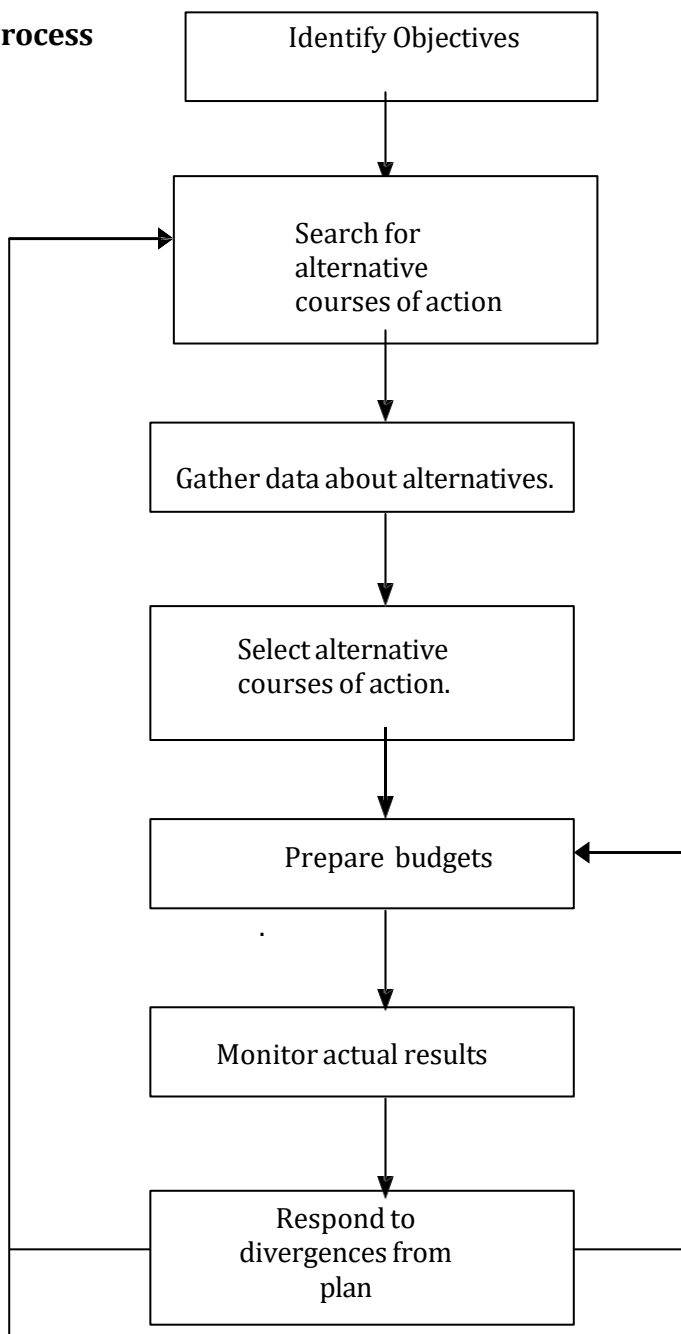 rocess
Identify Objectives
Search for
alternative
courses of action
Gather data about alternatives.
Select alternative
courses of action.
Prepare budgets
.
Monitor actual results
Respond to
divergences from
plan